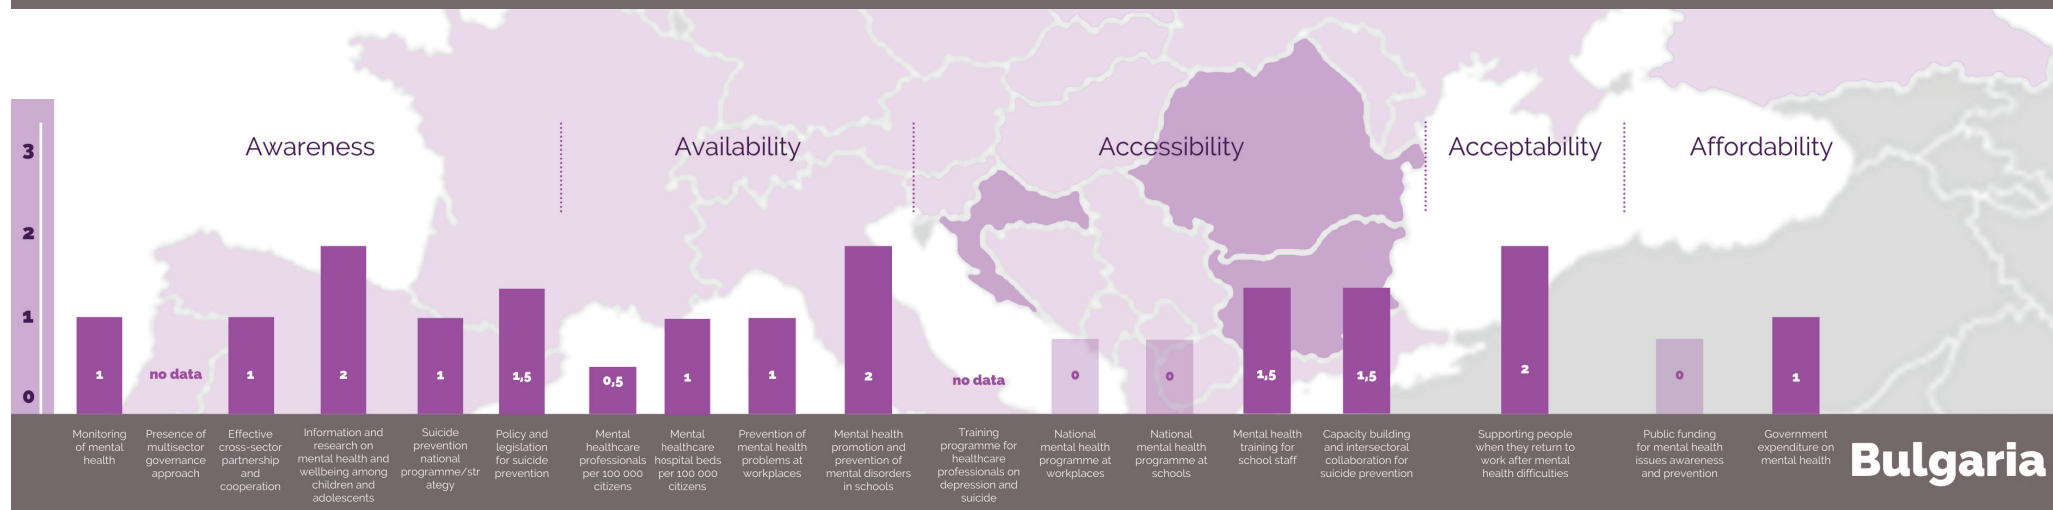 Awareness
Availability
Accessibility
Acceptability
Affordability
3
2
1
0
1
no data
1
2
1
1,5
0,5
1
1
2
no data
0
0
1,5
1,5
2
0
1
Monitoring
of mental
health
Presence of
multisector
governance
approach
Effective
cross-sector
partnership
and
cooperation
Information and
research on
mental health and
wellbeing among
children and
adolescents
Suicide
prevention
national
programme/str
ategy
Policy and
legislation
for suicide
prevention
Mental
healthcare
professionals
per 100 000
citizens
Mental
healthcare
hospital beds
per 100 000
citizens
Prevention of
mental health
problems at
workplaces
Mental health
promotion and
prevention of
mental disorders
in schools
Training
programme for
healthcare
professionals on
depression and
suicide
National
mental health
programme at
workplaces
National
mental health
programme at
schools
Mental health
training for
school staff
Capacity building
and intersectoral
collaboration for
suicide prevention
Supporting people
when they return to
work after mental
health difficulties
Public funding
for mental health
issues awareness
and prevention
Government
expenditure on
mental health
Bulgaria